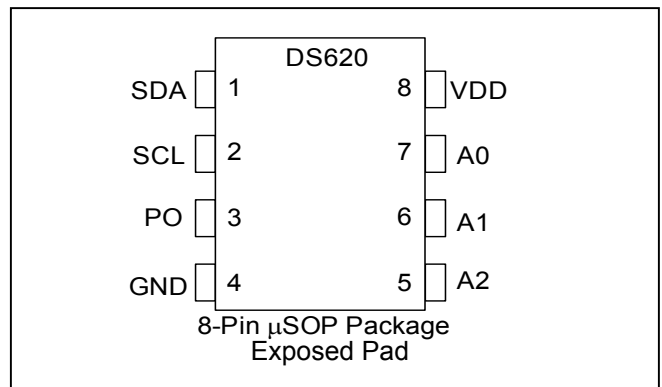 DS620
SDA 1 8 VDD
SCL 2 7 A0
PO 3 6 A1
GND 4 5 A2
8-Pin µSOP Package
Exposed Pad